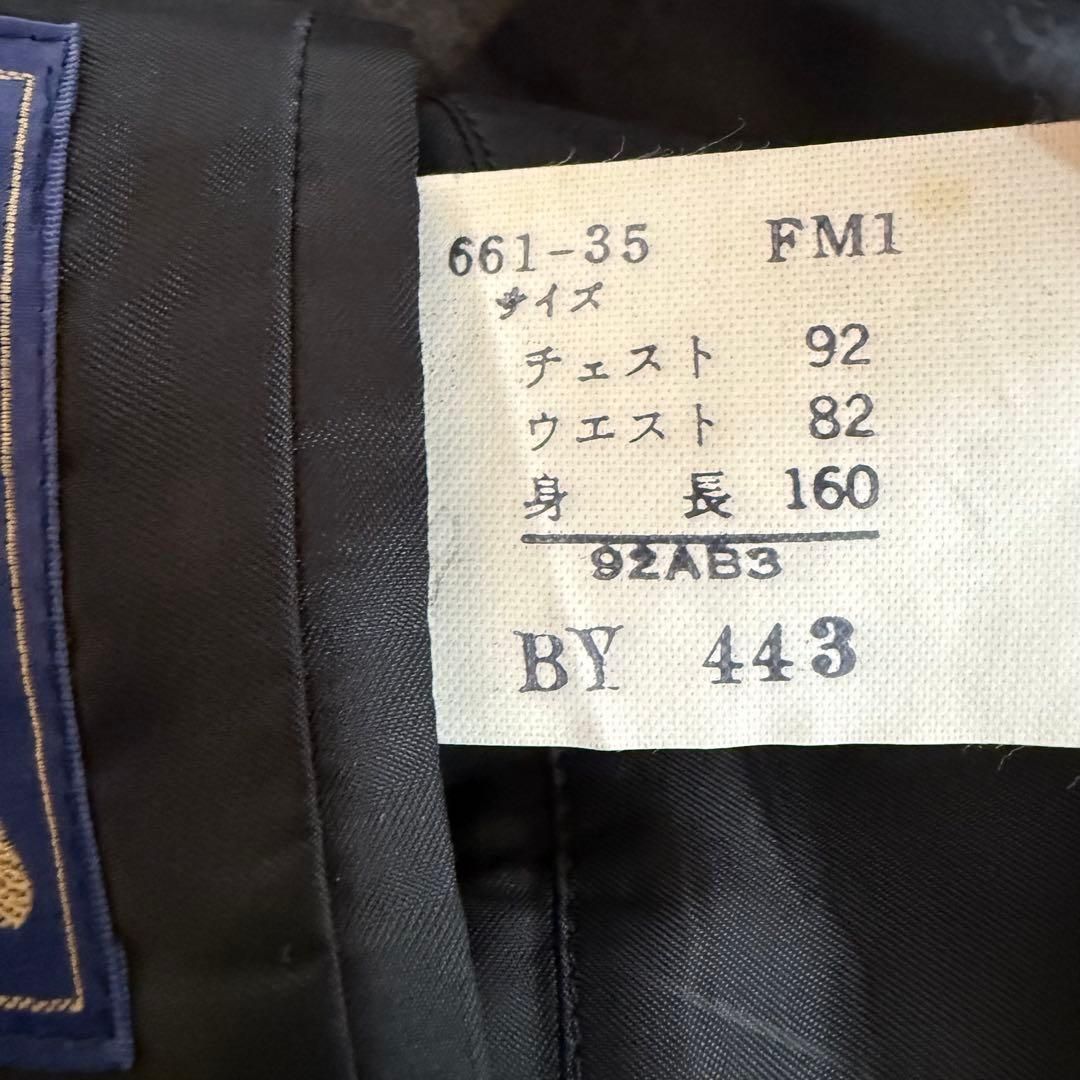 661-35 FM1
サイズ
チェスト 92
ウエスト 82
身長 160
92AB3
BY 443